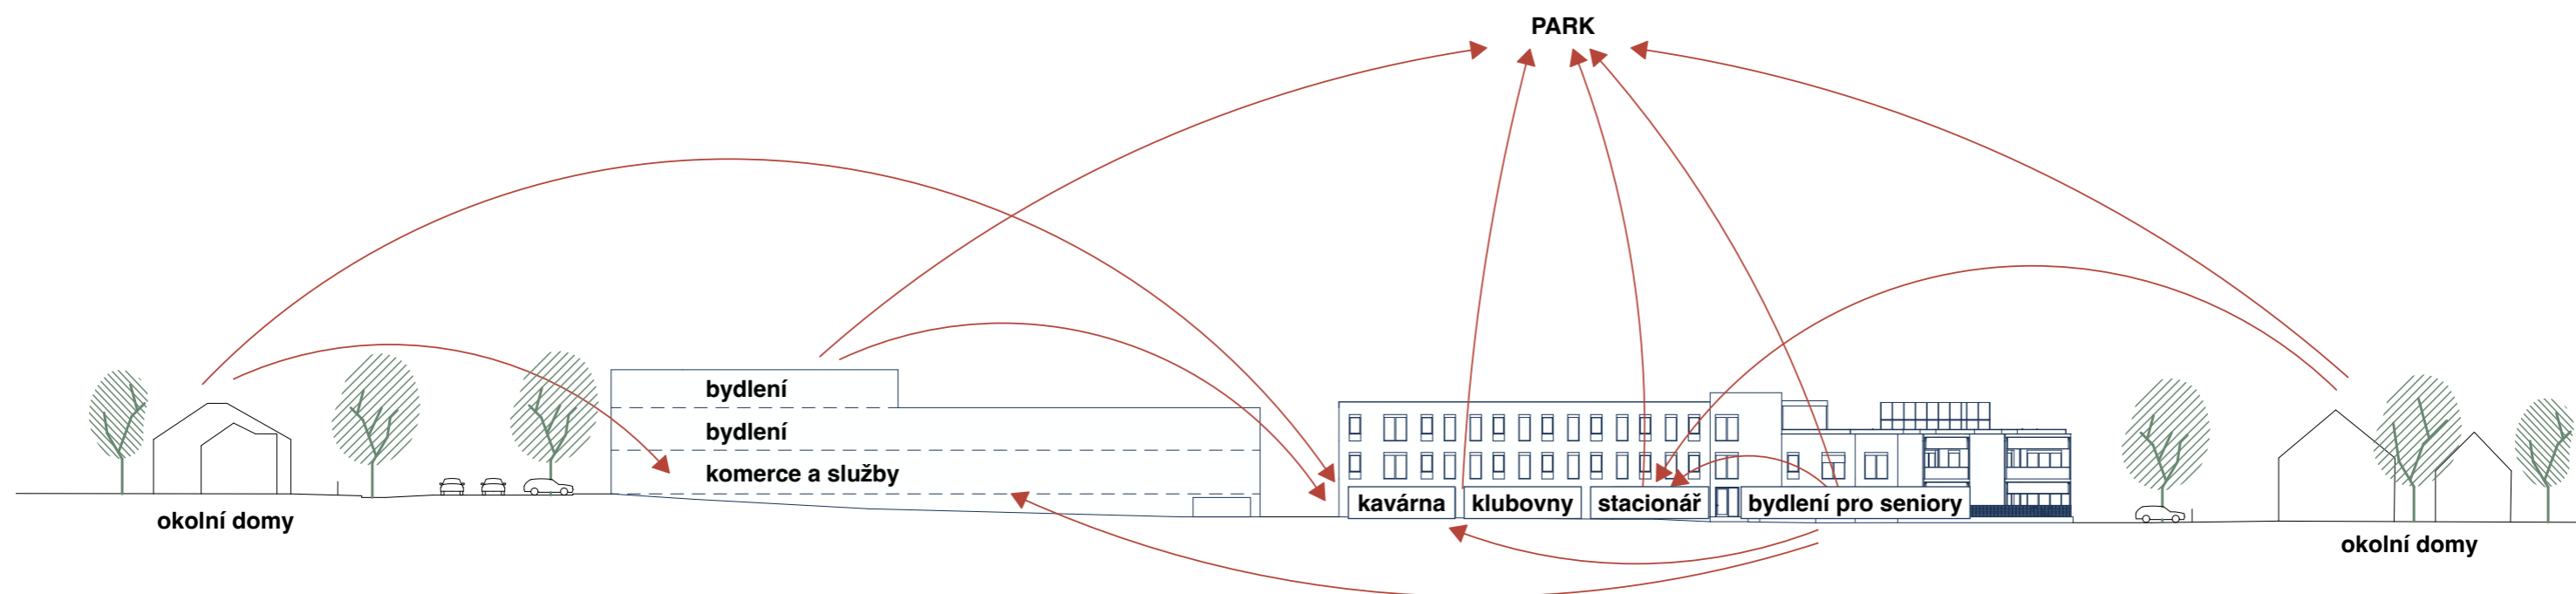 PARK
bydlení
bydlení
komerce a služby
kavárna
klubovny
stacionář
bydlení pro seniory
okolní domy
okolní domy